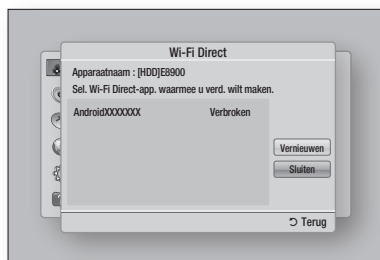 Wi-Fi Direct
Apparaatnaam : [HDD]E8900
Sel. Wi-Fi Direct-app. waarmee u verd. wilt maken.
AndroidXXXXXXX Verbroken
Vernieuwen
Sluiten
Terug